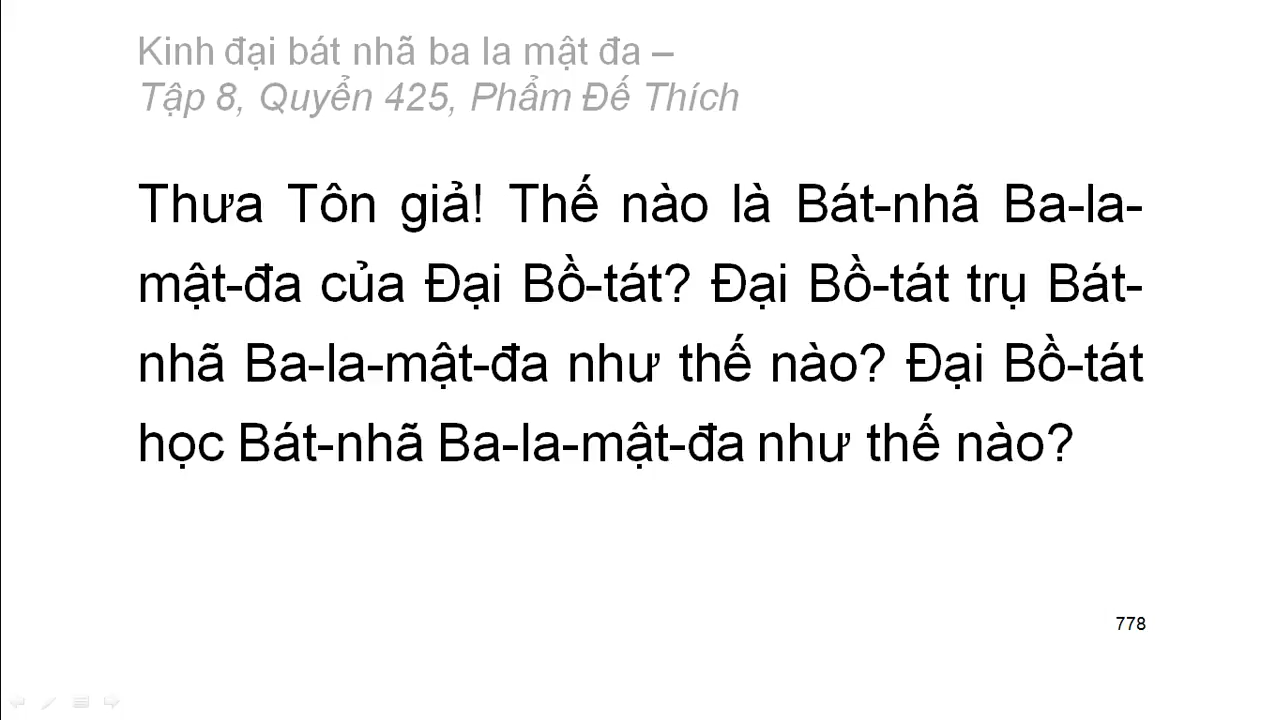 Kinh đại bát nhã ba la mật đa –
Tập 8, Quyển 425, Phẩm Đế Thích
Thưa Tôn giả! Thế nào là Bát-nhã Ba-la-
mật-đa của Đại Bồ-tát? Đại Bồ-tát trụ Bát-
nhã Ba-la-mật-đa như thế nào? Đại Bồ-tát
học Bát-nhã Ba-la-mật-đa như thế nào?
778